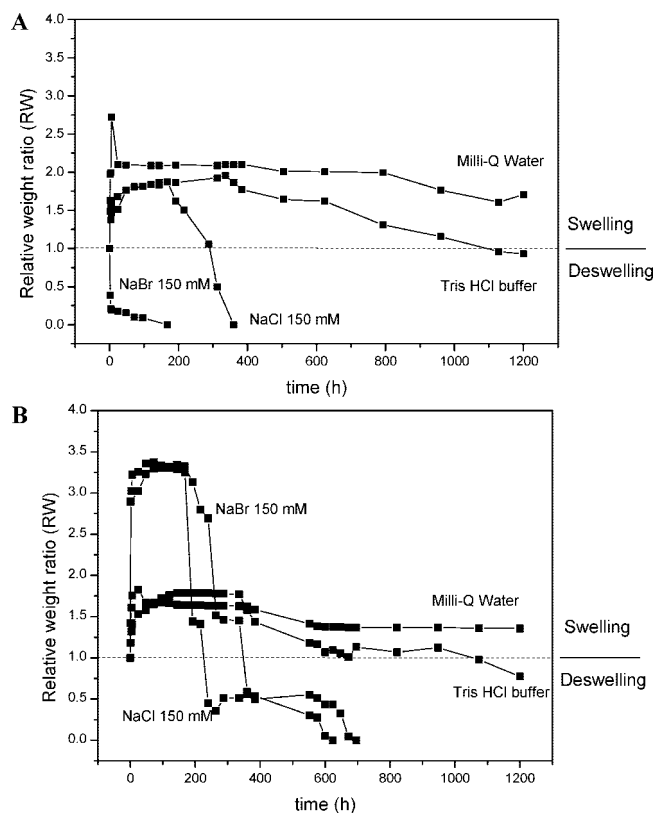 A
4.0
3.5
3.0
2.5
2.0
1.5
1.0
0.5
0.0
Relative weight ratio (RW)
Milli-Q Water
Swelling
Deswelling
NaBr 150 mM
Tris HCl buffer
NaCl 150 mM
0 200 400 600 800 1000 1200
time (h)
B
4.0
3.5
3.0
2.5
2.0
1.5
1.0
0.5
0.0
Relative weight ratio (RW)
NaBr 150 mM
Milli-Q Water
Swelling
Deswelling
Tris HCl buffer
NaCl 150 mM
0 200 400 600 800 1000 1200
time (h)